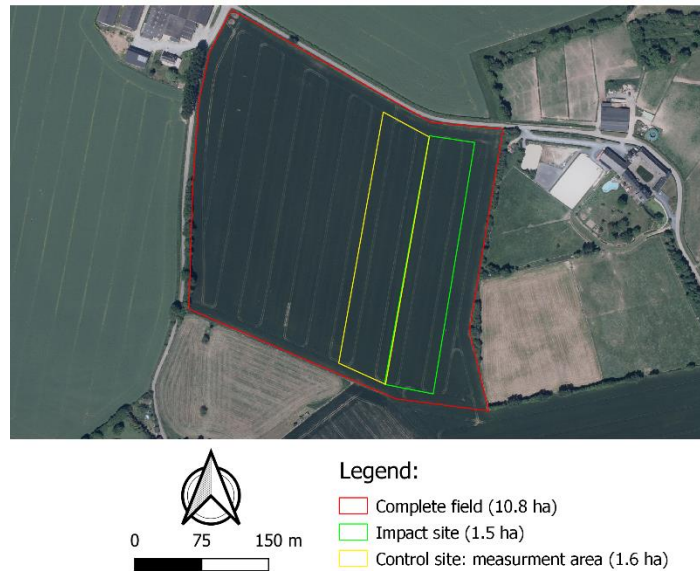 Legend:
Complete field (10.8 ha)
Impact site (1.5 ha)
Control site: measurment area (1.6 ha)
0 75 150 m